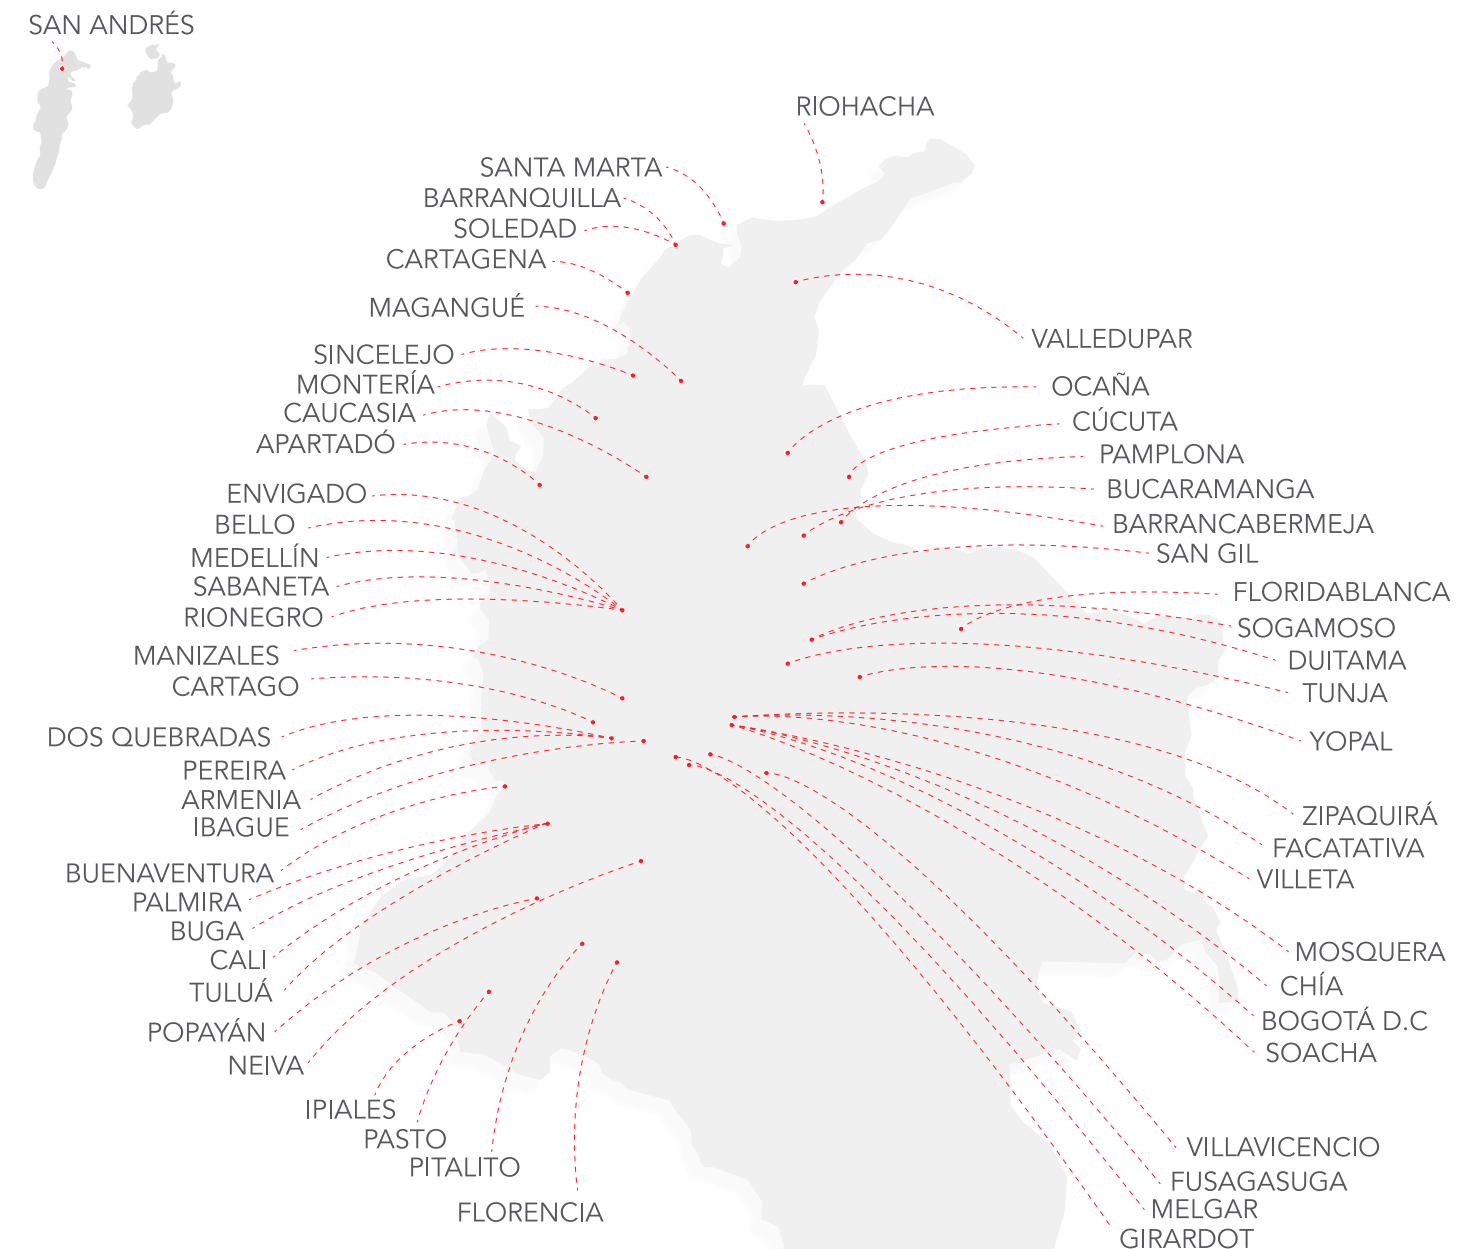 SAN ANDRÉS
RIOHACHA
SANTA MARTA
BARRANQUILLA
SOLEDAD
CARTAGENA
MAGANGUÉ
SINCELEJO
MONTERÍA
CAUCASIA
APARTADÓ
ENVIGADO
BELLO
MEDELLÍN
SABANETA
RIONEGRO
MANIZALES
CARTAGO
DOS QUEBRADAS
PEREIRA
ARMENIA
IBAGUE
BUENAVENTURA
PALMIRA
BUGA
CALI
TULUÁ
POPAYÁN
NEIVA
IPIALES
PASTO
PITALITO
FLORENCIA
VALLEDUPAR
OCAÑA
CÚCUTA
PAMPLONA
BUCARAMANGA
BARRANCABERMEJA
SAN GIL
FLORIDABLANCA
SOGAMOSO
DUITAMA
TUNJA
YOPAL
ZIPAQUIRÁ
FACATATIVA
VILLETA
MOSQUERA
CHÍA
BOGOTÁ D.C
SOACHA
VILLAVICENCIO
FUSAGASUGA
MELGAR
GIRARDOT